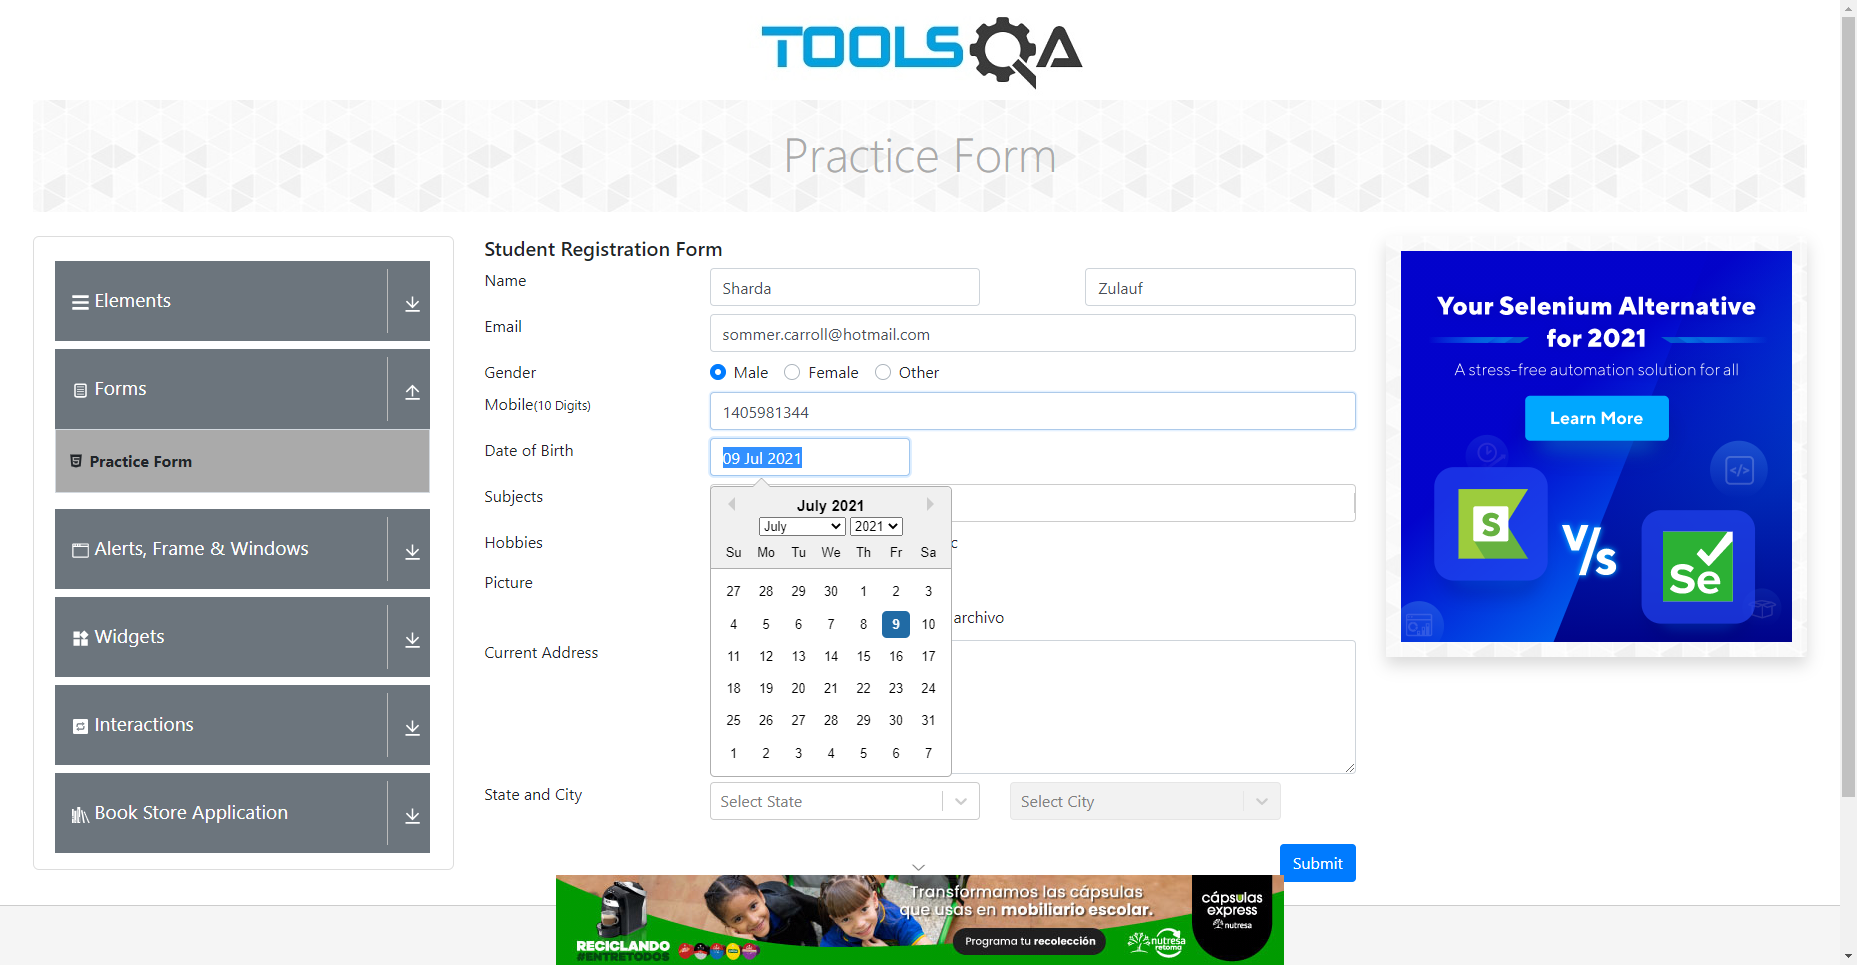 TOOLSQA
Practice Form
Elements
Forms
Practice Form
Alerts, Frame & Windows
Widgets
Interactions
Book Store Application
Student Registration Form
Name
Sharda
Zulauf
Email
sommer.carroll@hotmail.com
Gender
Male
Female
Other
Mobile(10 Digits)
1405981344
Date of Birth
09 Jul 2021
Subjects
Hobbies
c
Picture
archivo
Current Address
July 2021
July
2021
Su Mo Tu We Th Fr Sa
27 28 29 30 1 2 3
4 5 6 7 8 9 10
11 12 13 14 15 16 17
18 19 20 21 22 23 24
25 26 27 28 29 30 31
1 2 3 4 5 6 7
State and City
Select State
Select City
Submit
Your Selenium Alternative
for 2021
A stress-free automation solution for all
Learn More
S
V/s
Se
RECICLANDO
#ENTRETODOS
Transformamos las cápsulas
que usas en mobiliario escolar.
Programa tu recolección
nutresa
retoma
cápsulas
express
nutresa